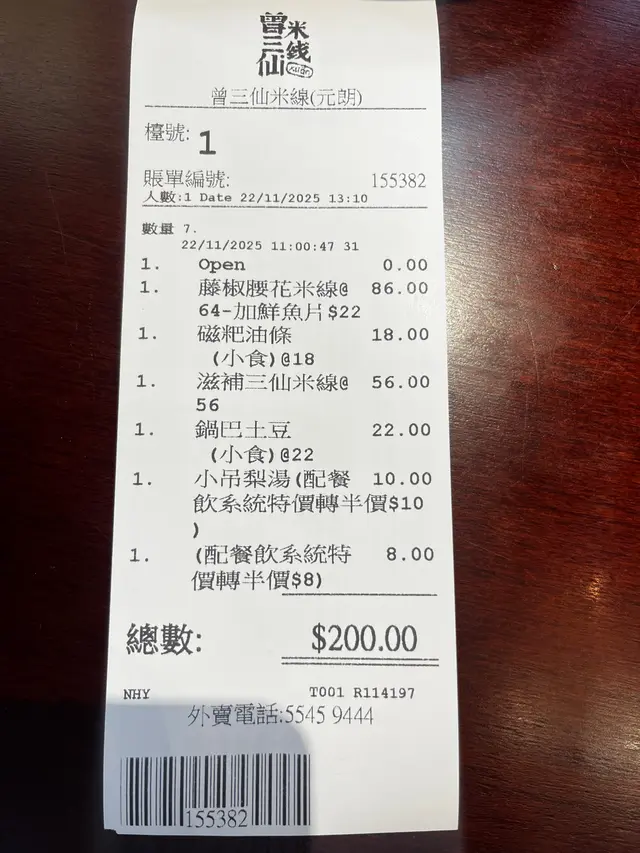 曾三仙
米线
xiǎn
曾三仙米線(元朗)
檯號: 1
賬單編號: 155382
人數:1 Date 22/11/2025 13:10
數量 7.
22/11/2025 11:00:47 31
1. Open 0.00
1. 藤椒腰花米線@ 86.00
64-加鮮魚片$22
1. 磁粑油條 18.00
(小食)@18
1. 滋補三仙米線@ 56.00
56
1. 鍋巴土豆 22.00
(小食)@22
1. 小吊梨湯(配餐 10.00
飲系統特價轉半價$10
)
1. (配餐飲系統特 8.00
價轉半價$8)
總數: $200.00
NHY T001 R114197
外賣電話:5545 9444
155382